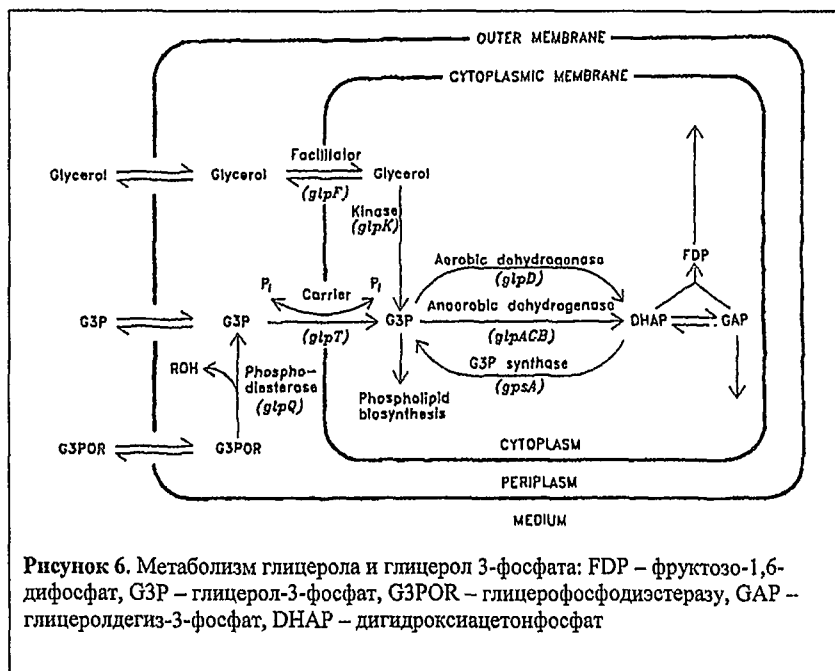 OUTER MEMBRANE
CYTOPLASMIC MEMBRANE
Glycerol Glycerol Facilitator Glycerol
(glpF)
Kinase
(glpK)
FDP
Aerobic dehydrogenase
(glpD)
Pi Carrier Pi
Anaerobic dehydrogenase
G3P G3P (glpT) G3P (glpACB) DHAP GAP
G3P synthase
(gpsA)
ROH Phospho-
diesterase
(glpQ)
Phospholipid
biosynthesis
G3POR G3POR
CYTOPLASM
PERIPLASM
MEDIUM
Рисунок 6. Метаболизм глицерола и глицерол 3-фосфата: FDP – фруктозо-1,6-
дифосфат, G3P – глицерол-3-фосфат, G3POR – глицерофосфодиэстеразу, GAP –
глицеролдегиз-3-фосфат, DHAP – дигидроксиацетонфосфат